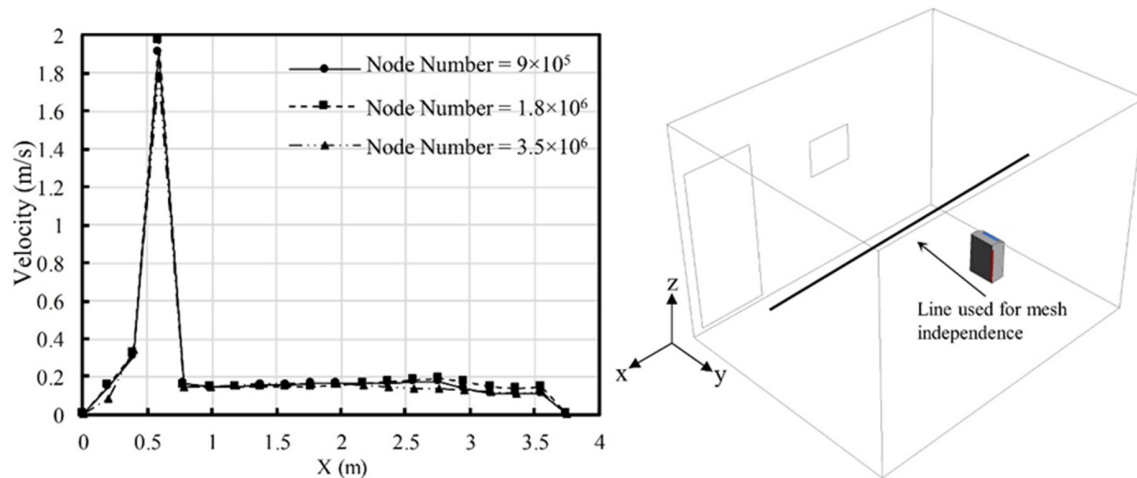 2
1.8
1.6
1.4
1.2
1
0.8
0.6
0.4
0.2
0
Velocity (m/s)
Node Number = 9×10⁵
Node Number = 1.8×10⁶
Node Number = 3.5×10⁶
0 0.5 1 1.5 2 2.5 3 3.5 4
X (m)
z
x
y
Line used for mesh
independence